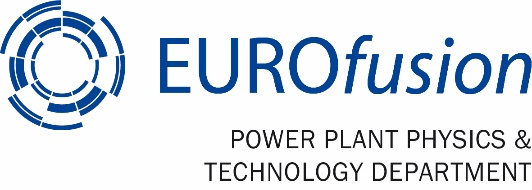 EUROfusion
POWER PLANT PHYSICS &
TECHNOLOGY DEPARTMENT